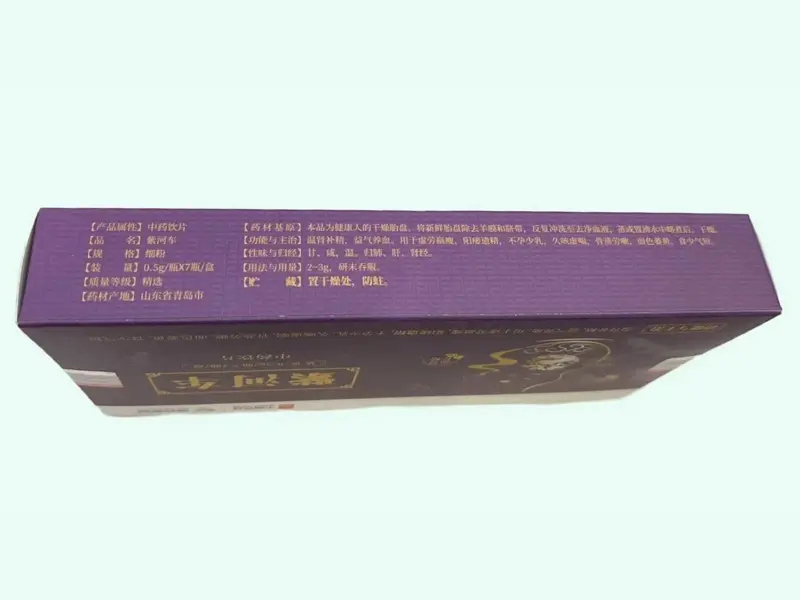 【产品属性】中药饮片
【品 名】紫河车
【规 格】细粉
【装 量】0.5g/瓶X7瓶/盒
【质量等级】精选
【药材产地】山东省青岛市
【药材基原】本品为健康人的干燥胎盘。将新鲜胎盘除去羊膜和脐带，反复冲洗至去净血液，蒸或置沸水中略煮后，干燥。
【功能与主治】温肾补精，益气养血。用于虚劳羸瘦，阳痿遗精，不孕少乳，久咳虚喘，骨蒸劳嗽，面色萎黄，食少气短。
【性味与归经】甘、咸，温。归肺、肝、肾经。
【用法与用量】2-3g，研末吞服。
【贮 藏】置干燥处，防蛀。
紫河车
中药饮片